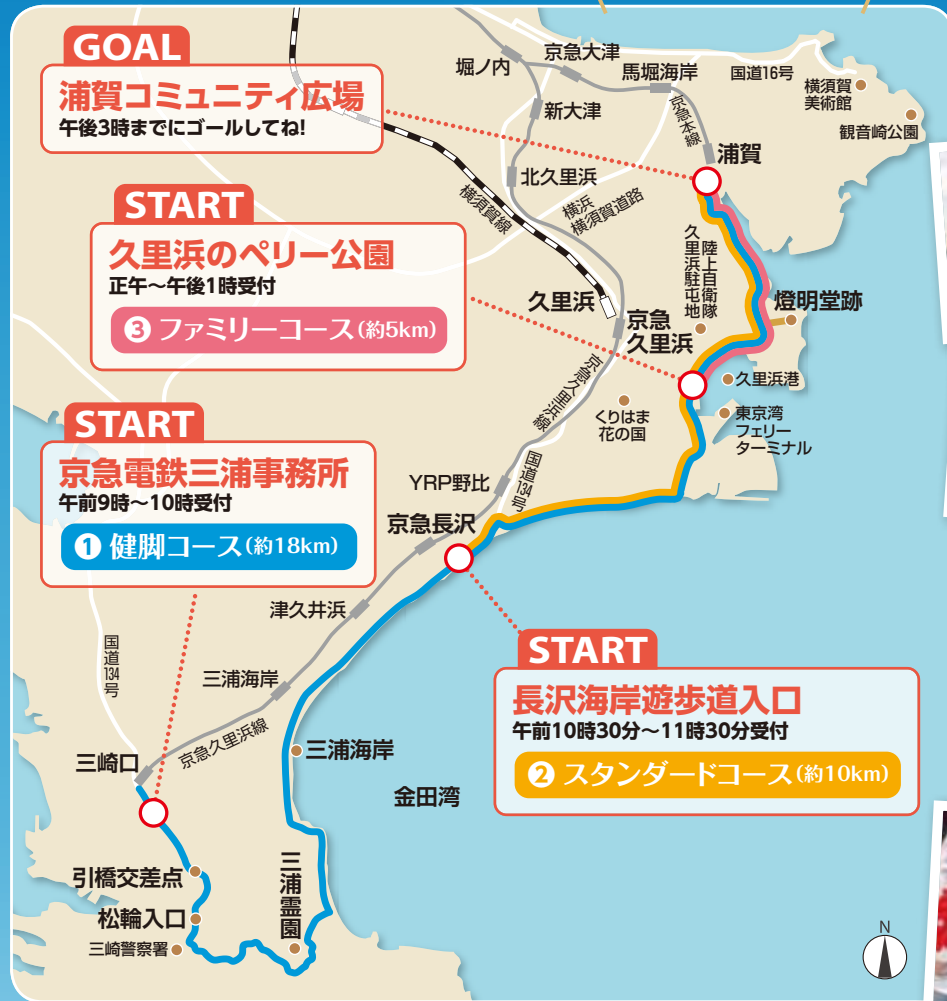 GOAL
浦賀コミュニティ広場
午後3時までにゴールしてね!
START
久里浜のペリー公園
正午～午後1時受付
❸ ファミリーコース(約5km)
START
京急電鉄三浦事務所
午前9時～10時受付
❶ 健脚コース(約18km)
START
長沢海岸遊歩道入口
午前10時30分～11時30分受付
❷ スタンダードコース(約10km)
堀ノ内
京急大津
馬堀海岸
国道16号
横須賀
美術館
観音崎公園
新大津
京急本線
浦賀
北久里浜
横須賀線
横浜
横須賀道路
陸上自衛隊
久里浜駐屯地
燈明堂跡
久里浜
京急
久里浜
久里浜港
東京湾
フェリー
ターミナル
京急久里浜線
くりはま
花の国
YRP野比
国道134号
京急長沢
津久井浜
国道134号
三浦海岸
京急久里浜線
三崎口
三浦海岸
金田湾
引橋交差点
松輪入口
三崎警察署
三浦霊園
N